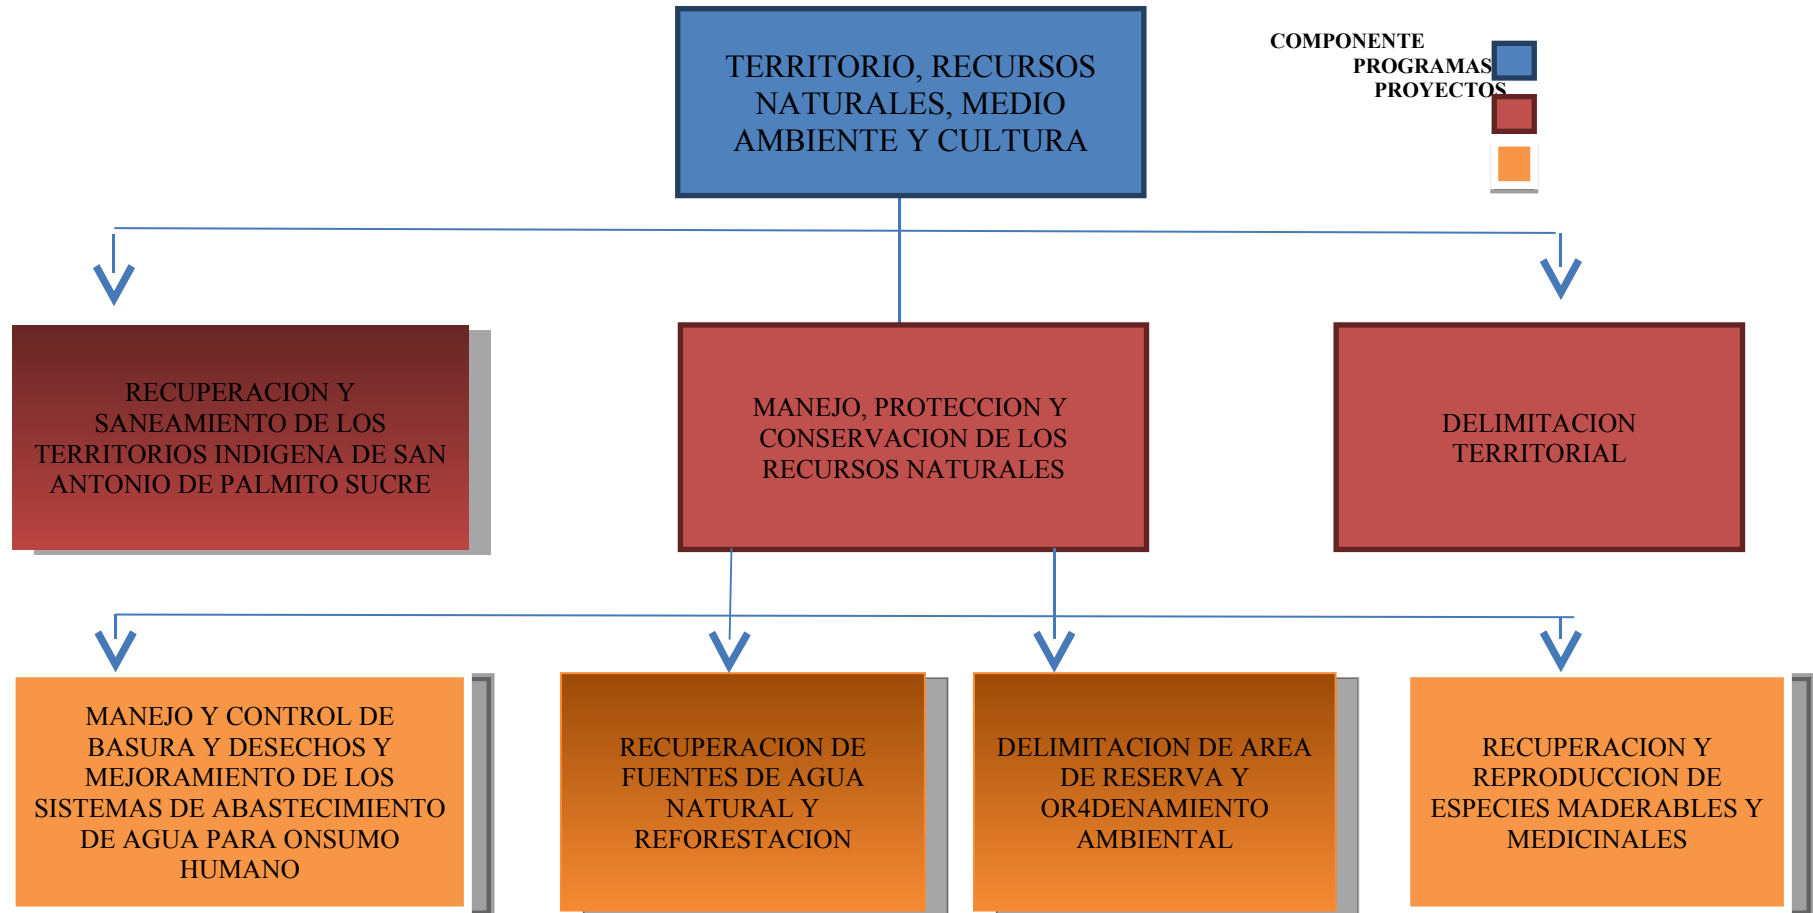 TERRITORIO, RECURSOS
NATURALES, MEDIO
AMBIENTE Y CULTURA
COMPONENTE
PROGRAMAS
PROYECTOS
RECUPERACION Y
SANEAMIENTO DE LOS
TERRITORIOS INDIGENA DE SAN
ANTONIO DE PALMITO SUCRE
MANEJO, PROTECCION Y
CONSERVACION DE LOS
RECURSOS NATURALES
DELIMITACION
TERRITORIAL
MANEJO Y CONTROL DE
BASURA Y DESECHOS Y
MEJORAMIENTO DE LOS
SISTEMAS DE ABASTECIMIENTO
DE AGUA PARA ONSUMO
HUMANO
RECUPERACION DE
FUENTES DE AGUA
NATURAL Y
REFORESTACION
DELIMITACION DE AREA
DE RESERVA Y
OR4DENAMIENTO
AMBIENTAL
RECUPERACION Y
REPRODUCCION DE
ESPECIES MADERABLES Y
MEDICINALES